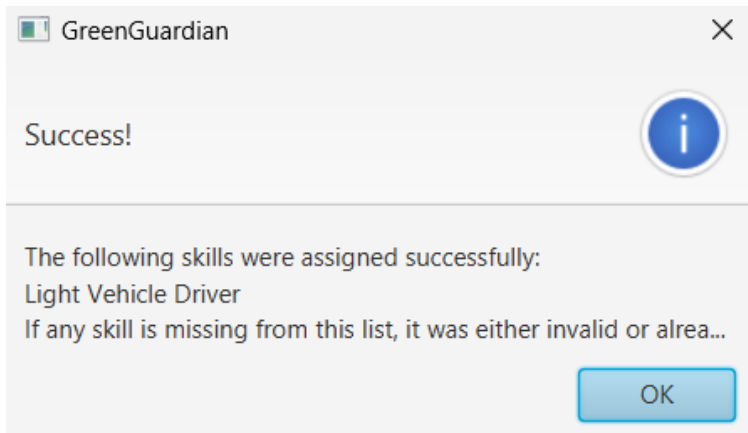 GreenGuardian
Success!
The following skills were assigned successfully:
Light Vehicle Driver
If any skill is missing from this list, it was either invalid or alrea...
OK